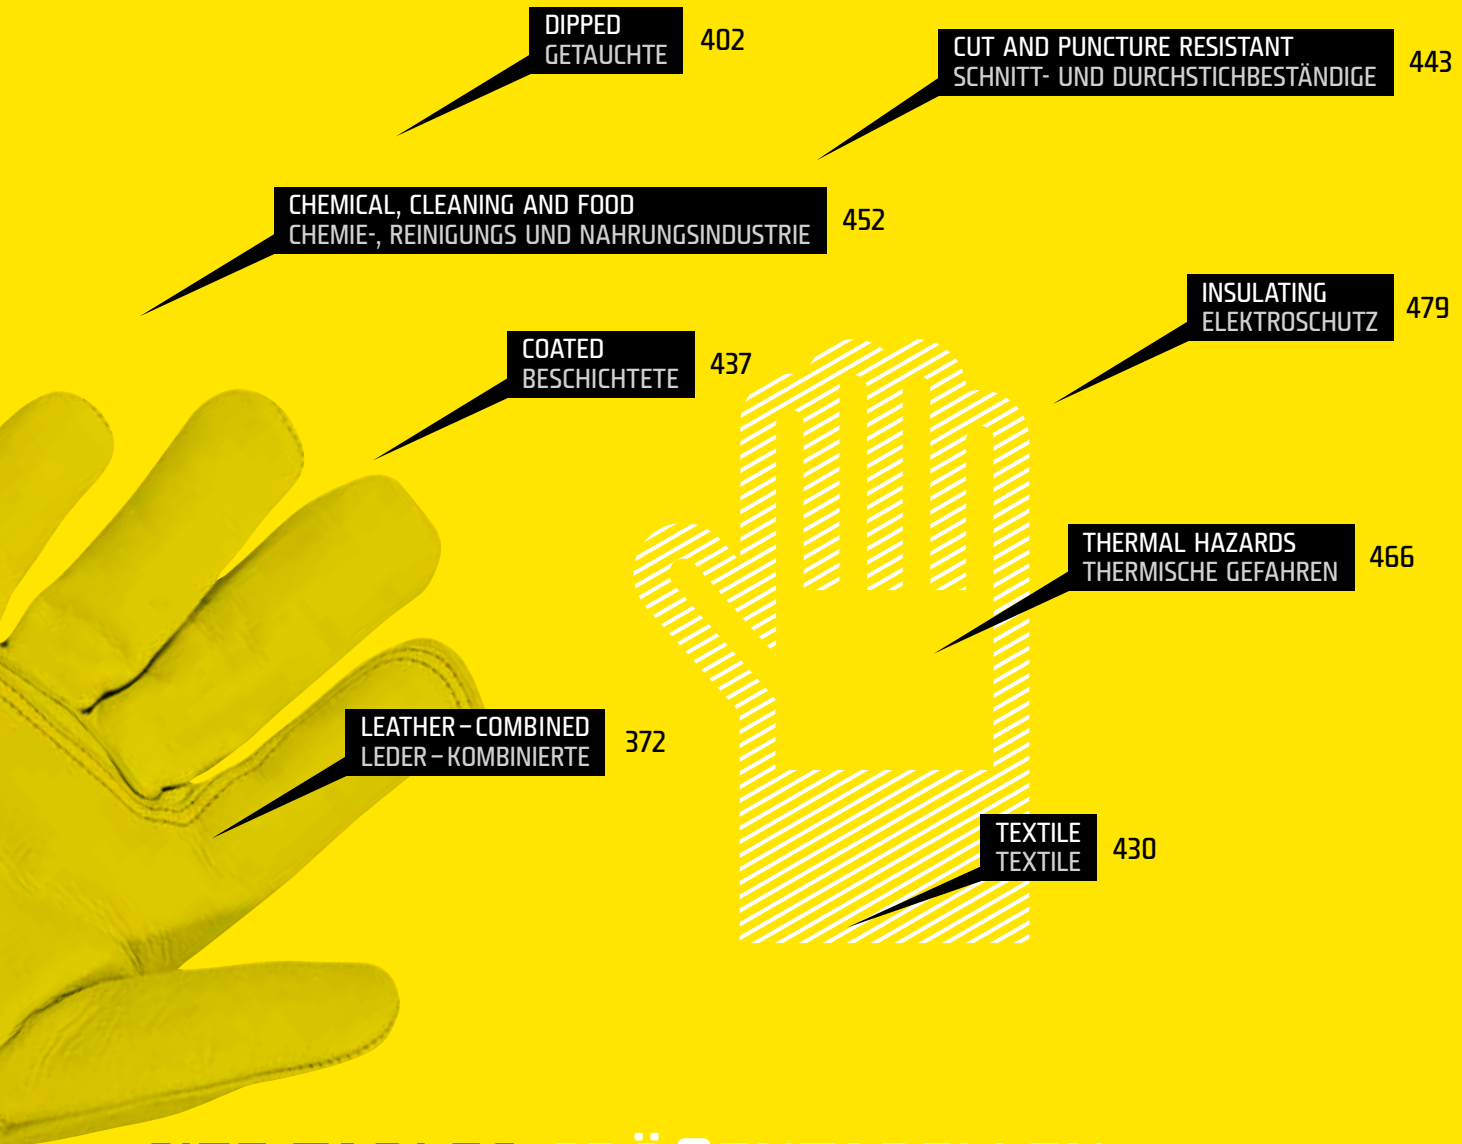 DIPPED
GETAUCHTE
402
CUT AND PUNCTURE RESISTANT
SCHNITT- UND DURCHSTICHBESTÄNDIGE
443
CHEMICAL, CLEANING AND FOOD
CHEMIE-, REINIGUNGS UND NAHRUNGSINDUSTRIE
452
INSULATING
ELEKTROSCHUTZ
479
COATED
BESCHICHTETE
437
THERMAL HAZARDS
THERMISCHE GEFAHREN
466
LEATHER–COMBINED
LEDER–KOMBINIERTE
372
TEXTILE
TEXTILE
430